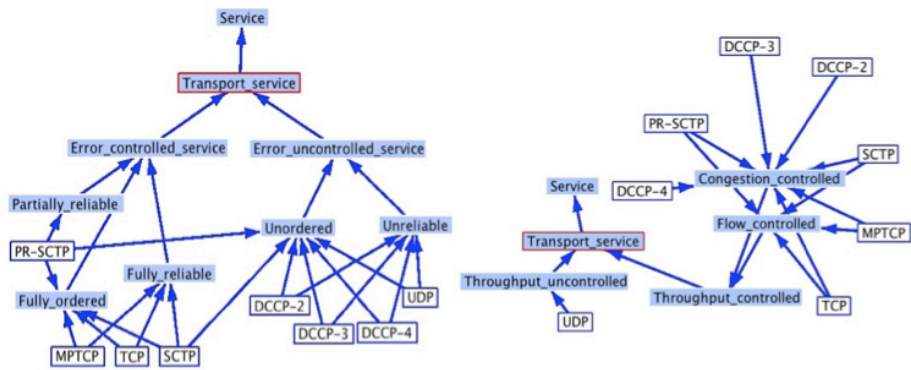 Service
Transport_service
Error_controlled_service
Error_uncontrolled_service
Partially_reliable
Unordered
Unreliable
PR-SCTP
Fully_reliable
Fully_ordered
DCCP-2
UDP
DCCP-3
DCCP-4
MPTCP
TCP
SCTP
DCCP-3
DCCP-2
PR-SCTP
SCTP
Congestion_controlled
Service
DCCP-4
Flow_controlled
MPTCP
Transport_service
Throughput_uncontrolled
Throughput_controlled
TCP
UDP